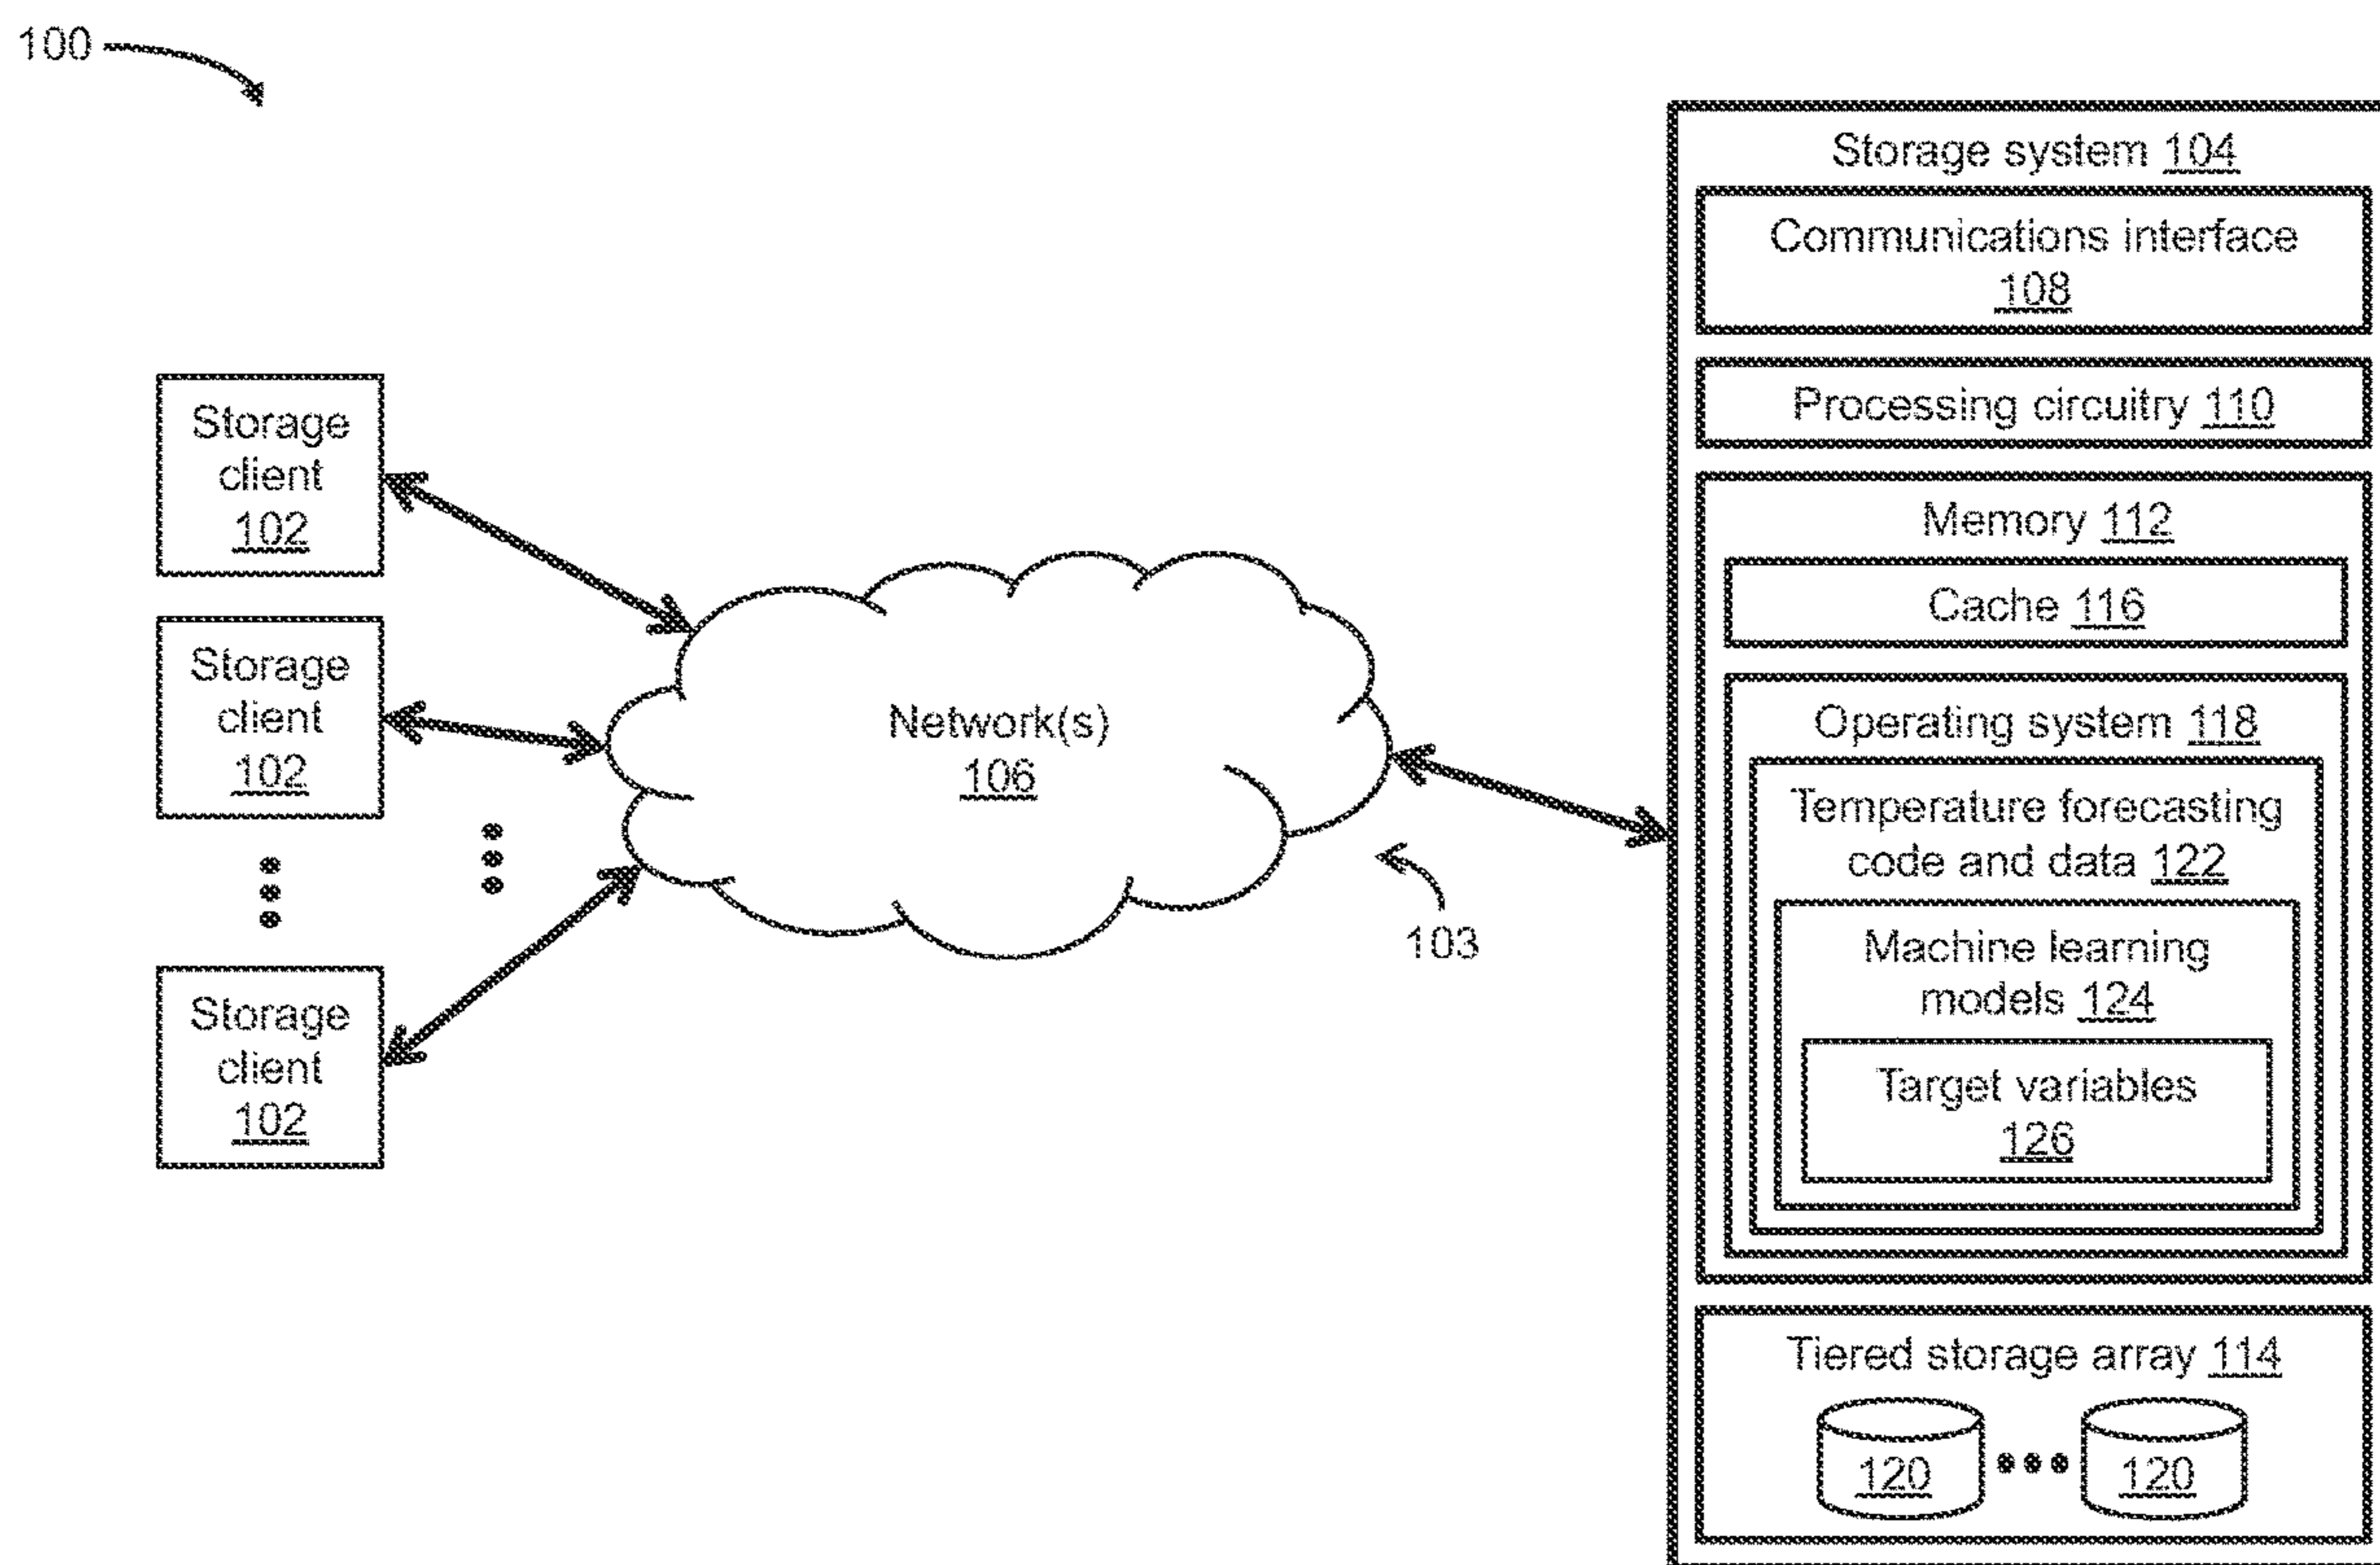 100
Storage
client
102
Storage
client
102
Storage
client
102
Network(s)
106
103
Storage system 104
Communications interface
108
Processing circuitry 110
Memory 112
Cache 116
Operating system 118
Temperature forecasting
code and data 122
Machine learning
models 124
Target variables
126
Tiered storage array 114
120
120